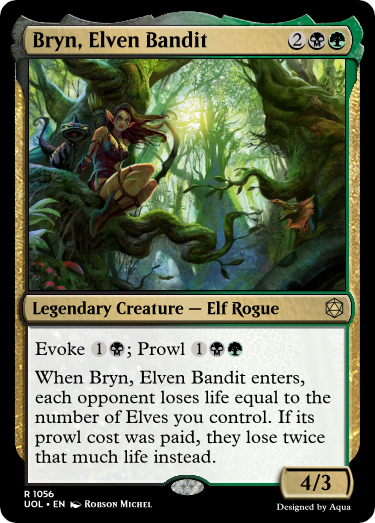 Bryn, Elven Bandit 2
Legendary Creature — Elf Rogue
Evoke 1; Prowl 1
When Bryn, Elven Bandit enters,
each opponent loses life equal to the
number of Elves you control. If its
prowl cost was paid, they lose twice
that much life instead.
4/3
R 1056
UOL • EN Robson Michel
Designed by Aqua